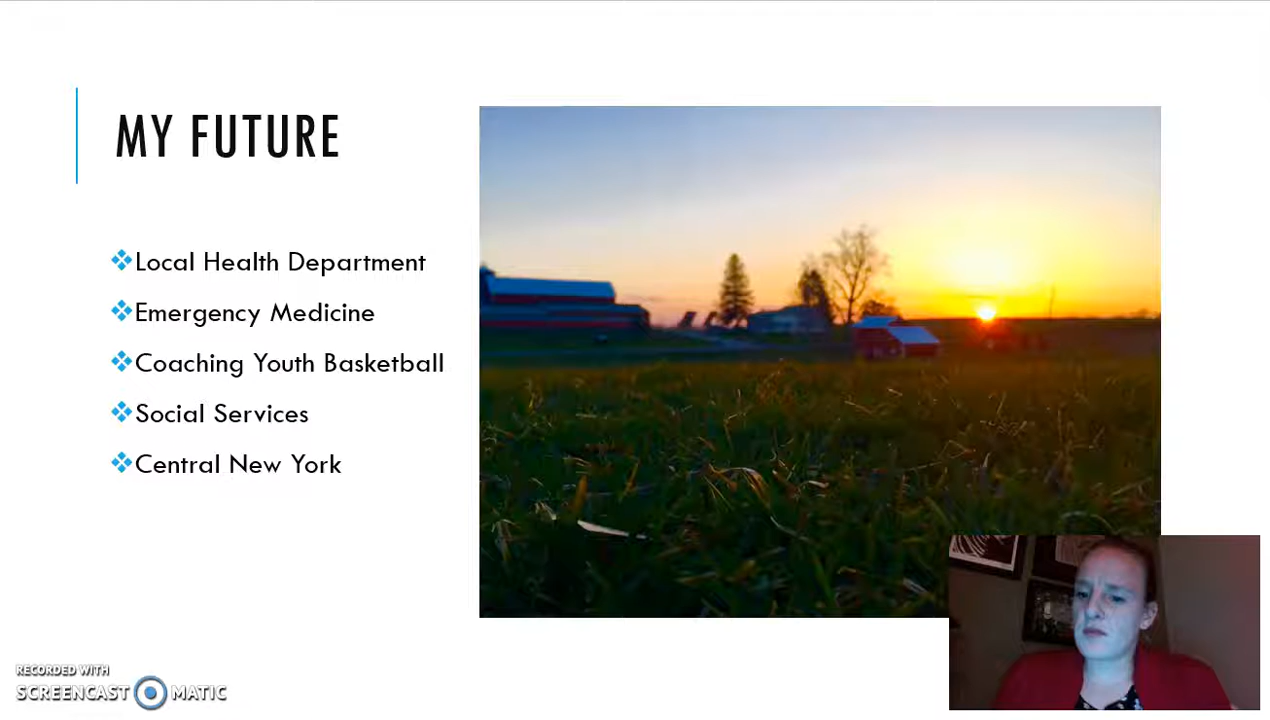 MY FUTURE
Local Health Department
Emergency Medicine
Coaching Youth Basketball
Social Services
Central New York
RECORDED WITH
SCREENCAST MATIC